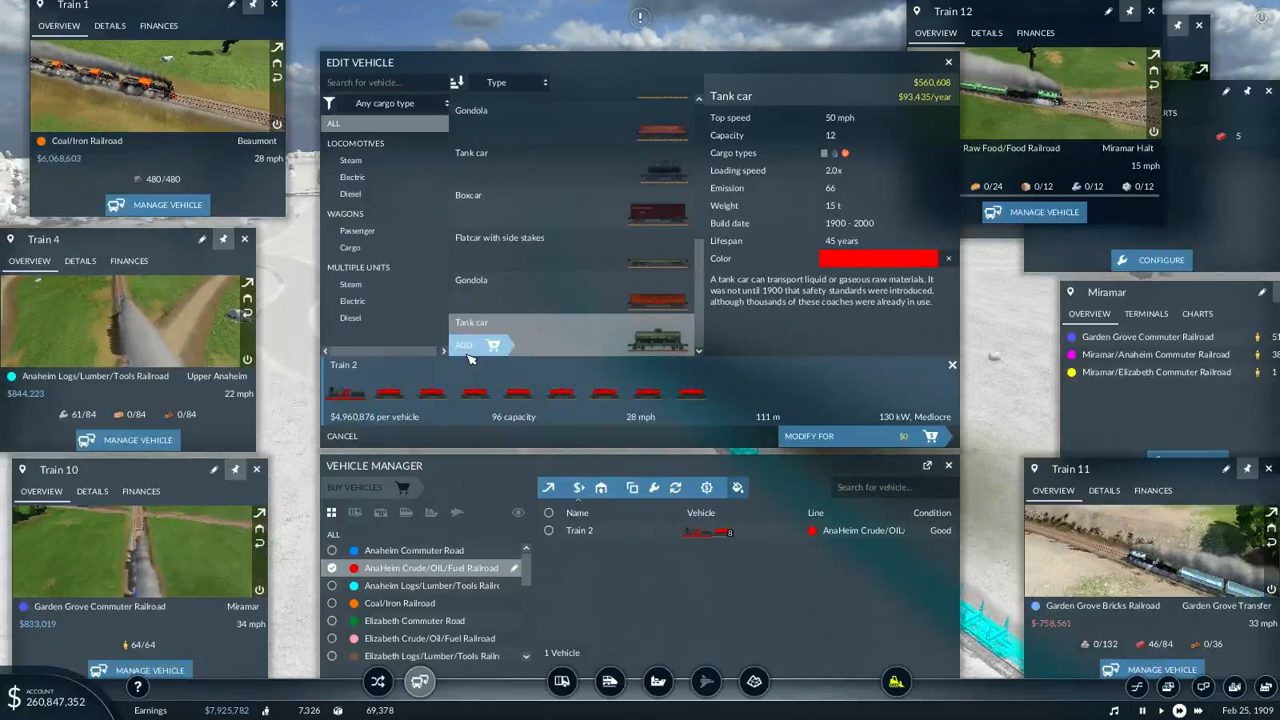 Train 1
OVERVIEW DETAILS FINANCES
Coal/Iron Railroad Beaumont
$6,068,603 28 mph
480/480
MANAGE VEHICLE
Train 4
OVERVIEW DETAILS FINANCES
Anaheim Logs/Lumber/Tools Railroad Upper Anaheim
$844,223 22 mph
61/84 0/84 0/84
MANAGE VEHICLE
Train 10
OVERVIEW DETAILS FINANCES
Garden Grove Commuter Railroad Miramar
$833,019 34 mph
64/64
MANAGE VEHICLE
EDIT VEHICLE
Search for vehicle...
Type
Any cargo type
ALL
LOCOMOTIVES
Steam
Electric
Diesel
WAGONS
Passenger
Cargo
MULTIPLE UNITS
Steam
Electric
Diesel
Gondola
Tank car
Boxcar
Flatcar with side stakes
Gondola
Tank car
ADD
$560,608
$93,435/year
Tank car
Top speed 50 mph
Capacity 12
Cargo types
Loading speed 2.0x
Emission 66
Weight 15 t
Build date 1900 - 2000
Lifespan 45 years
Color
A tank car can transport liquid or gaseous raw materials. It
was not until 1900 that safety standards were introduced,
although thousands of these coaches were already in use.
Train 2
$4,960,876 per vehicle 96 capacity 28 mph 111 m 130 kW, Mediocre
CANCEL
MODIFY FOR $0
VEHICLE MANAGER
BUY VEHICLES
Search for vehicle...
Name Vehicle Line Condition
Train 2 8 AnaHeim Crude/OIL/ Good
ALL
Anaheim Commuter Road
AnaHeim Crude/OIL/Fuel Railroad
Anaheim Logs/Lumber/Tools Railro
Coal/Iron Railroad
Elizabeth Commuter Road
Elizabeth Crude/Oil/Fuel Railroad
Elizabeth Logs/Lumber/Tools Railro
1 Vehicle
Train 12
OVERVIEW DETAILS FINANCES
Raw Food/Food Railroad Miramar Halt
15 mph
0/24 0/12 0/12 0/12
MANAGE VEHICLE
ARTS
5
CONFIGURE
Miramar
OVERVIEW TERMINALS CHARTS
Garden Grove Commuter Railroad 51
Miramar/Anaheim Commuter Road 38
Miramar/Elizabeth Commuter Road 1
Train 11
OVERVIEW DETAILS FINANCES
Garden Grove Bricks Railroad Garden Grove Transfer
$-758,561 33 mph
0/132 46/84 0/36
MANAGE VEHICLE
$ ACCOUNT
260,847,352
?
Earnings $7,925,782 7,326 69,378
Feb 25, 1909